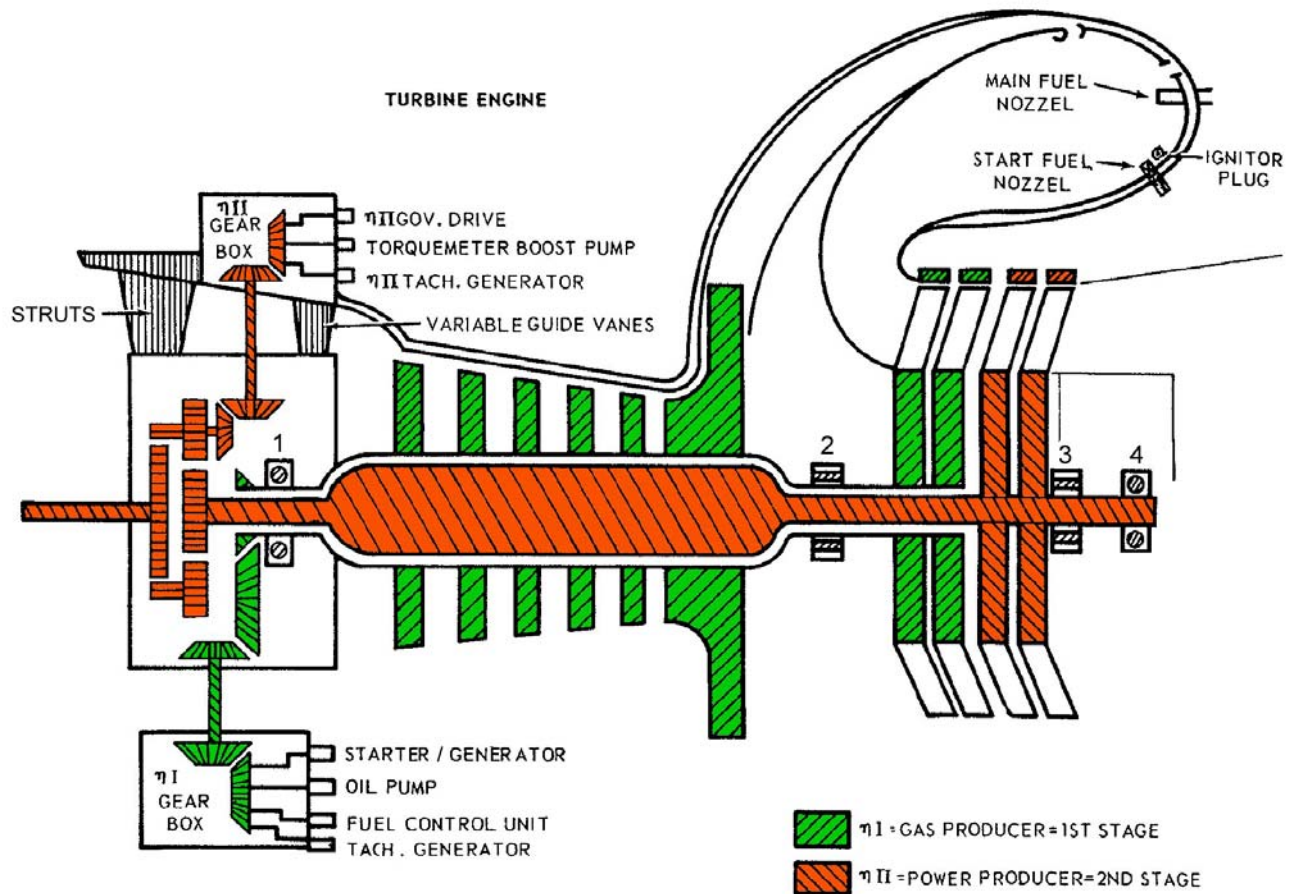 TURBINE ENGINE
MAIN FUEL
NOZZEL
START FUEL
NOZZEL
IGNITOR
PLUG
ηII
GEAR
BOX
ηII GOV. DRIVE
TORQUEMETER BOOST PUMP
ηII TACH. GENERATOR
STRUTS
VARIABLE GUIDE VANES
1
2
3
4
ηI
GEAR
BOX
STARTER / GENERATOR
OIL PUMP
FUEL CONTROL UNIT
TACH. GENERATOR
ηI = GAS PRODUCER = 1ST STAGE
ηII = POWER PRODUCER = 2ND STAGE